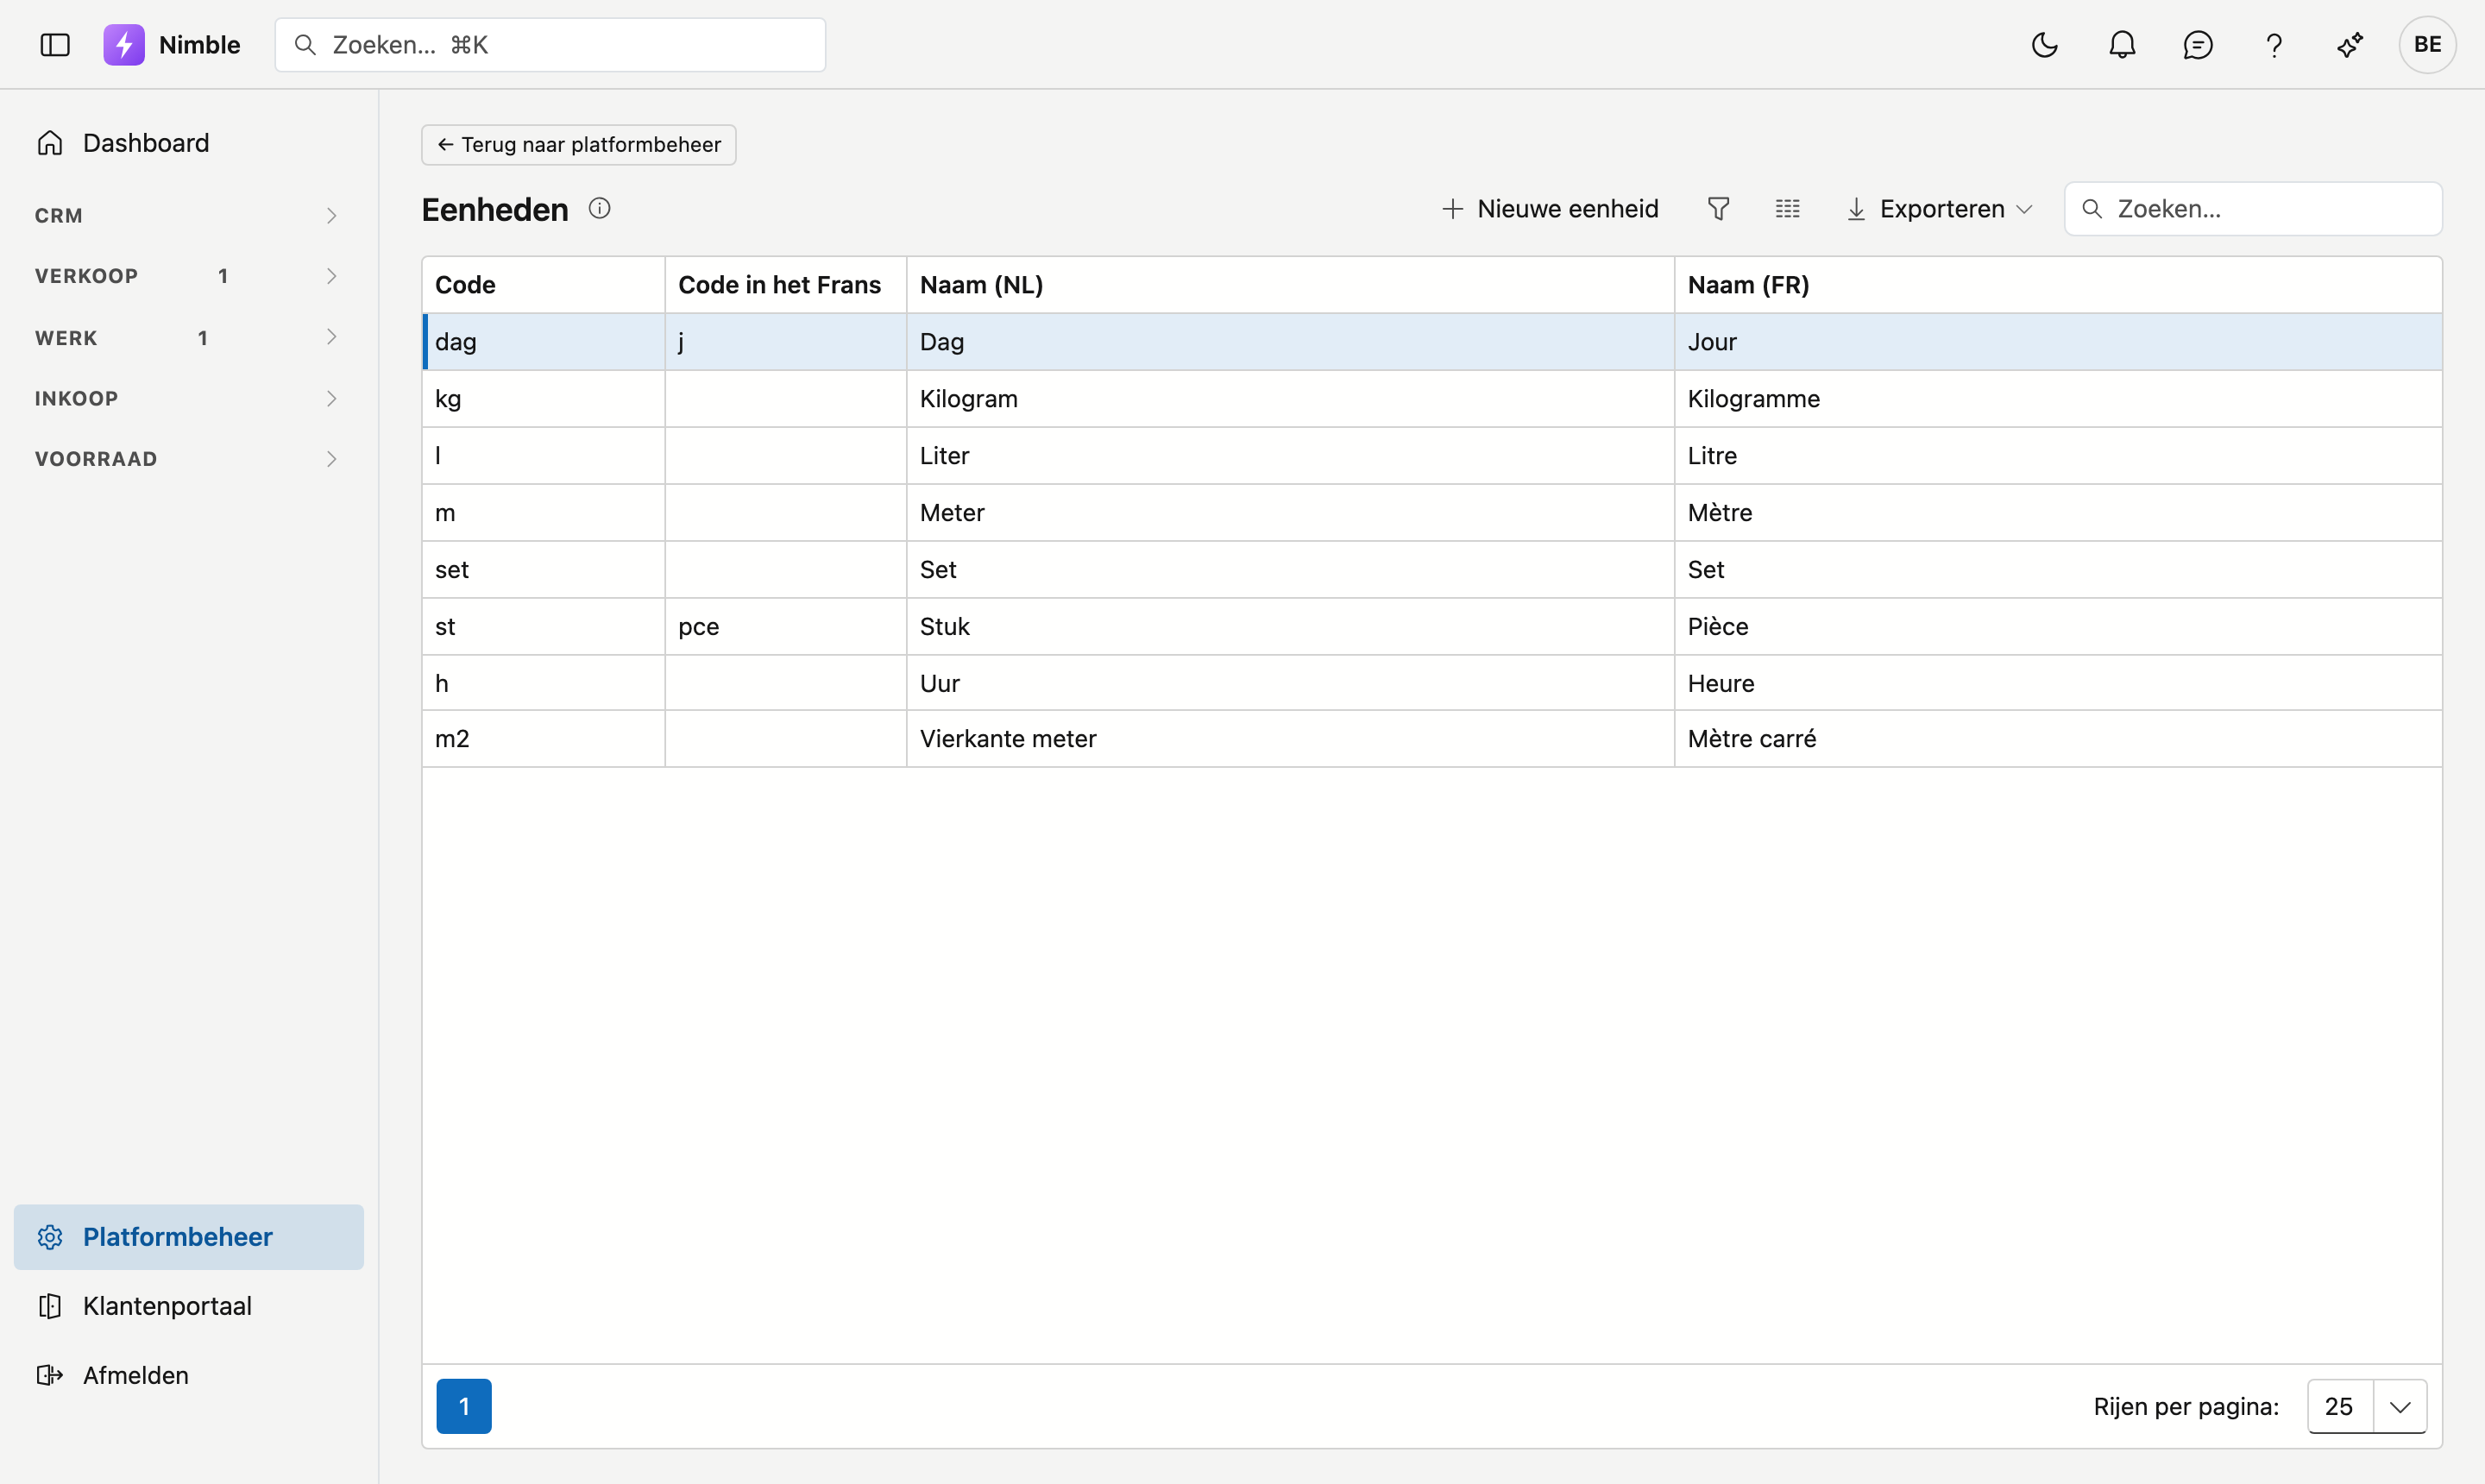 Nimble
Zoeken... ⌘K
BE
Dashboard
CRM
VERKOOP 1
WERK 1
INKOOP
VOORRAAD
Platformbeheer
Klantenportaal
Afmelden
← Terug naar platformbeheer
Eenheden
Nieuwe eenheid
Exporteren
Zoeken...
Code Code in het Frans Naam (NL) Naam (FR)
dag j Dag Jour
kg Kilogram Kilogramme
l Liter Litre
m Meter Mètre
set Set Set
st pce Stuk Pièce
h Uur Heure
m2 Vierkante meter Mètre carré
1
Rijen per pagina: 25